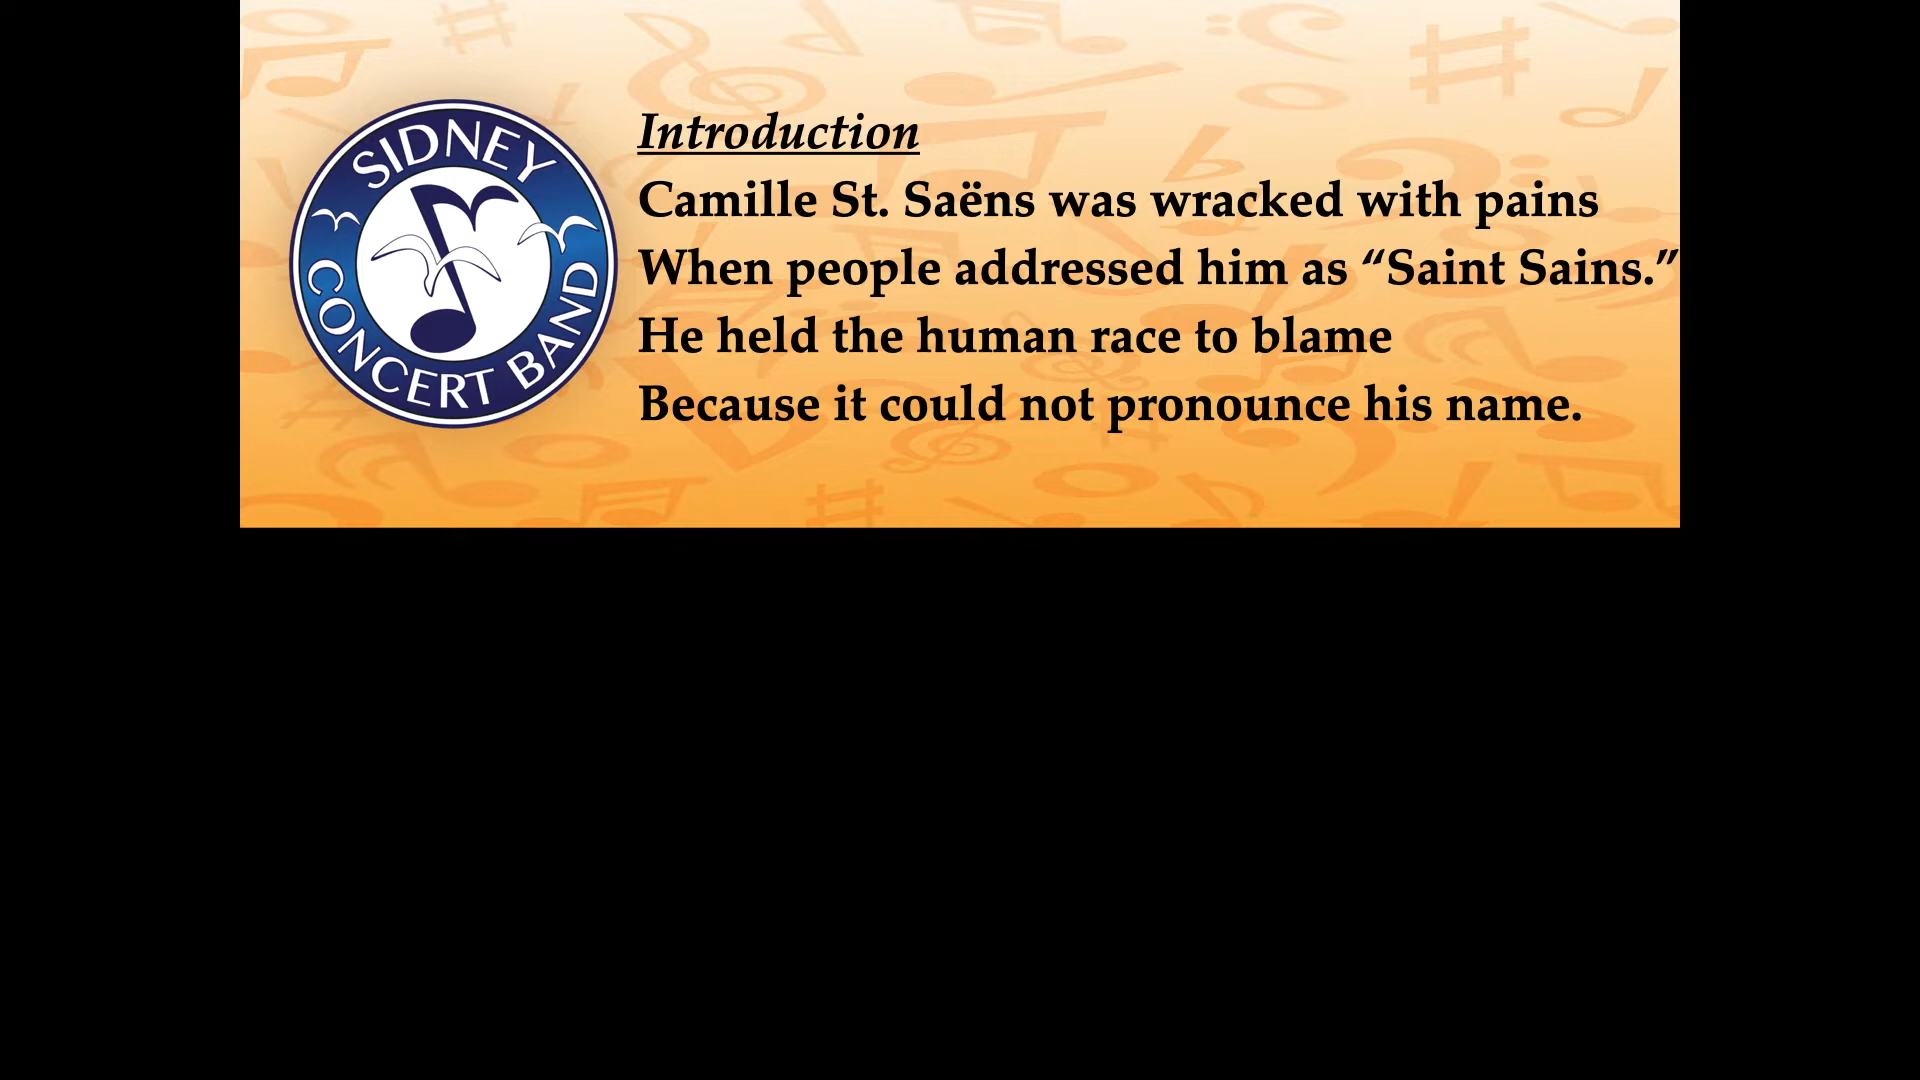 SIDNEY
CONCERT BAND
Introduction
Camille St. Saëns was wracked with pains
When people addressed him as “Saint Sains.”
He held the human race to blame
Because it could not pronounce his name.